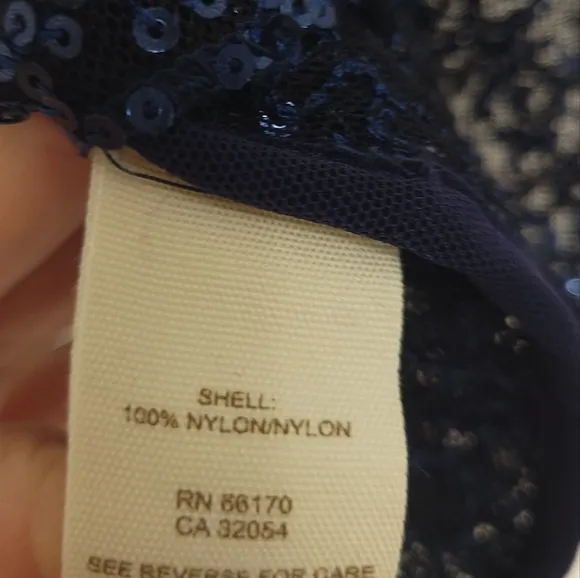 SHELL:
100% NYLON/NYLON
RN 66170
CA 32054
SEE REVERSE FOR CARE